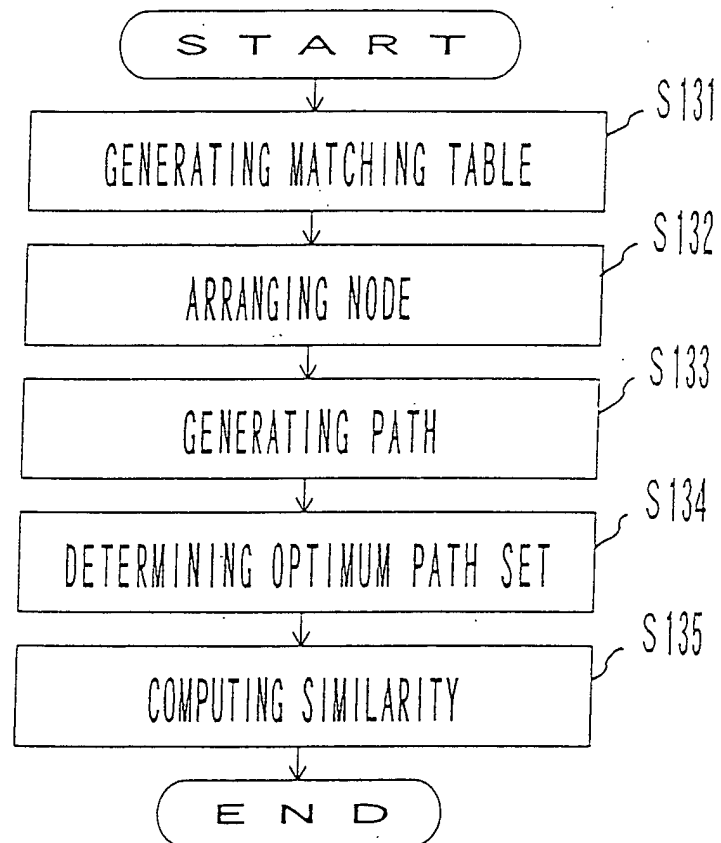 START
S131
GENERATING MATCHING TABLE
S132
ARRANGING NODE
S133
GENERATING PATH
S134
DETERMINING OPTIMUM PATH SET
S135
COMPUTING SIMILARITY
END